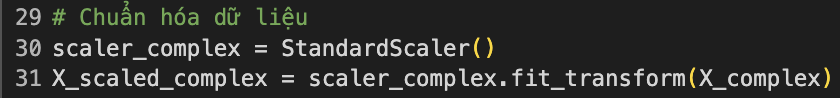 29 # Chuẩn hóa dữ liệu
30 scaler_complex = StandardScaler()
31 X_scaled_complex = scaler_complex.fit_transform(X_complex)